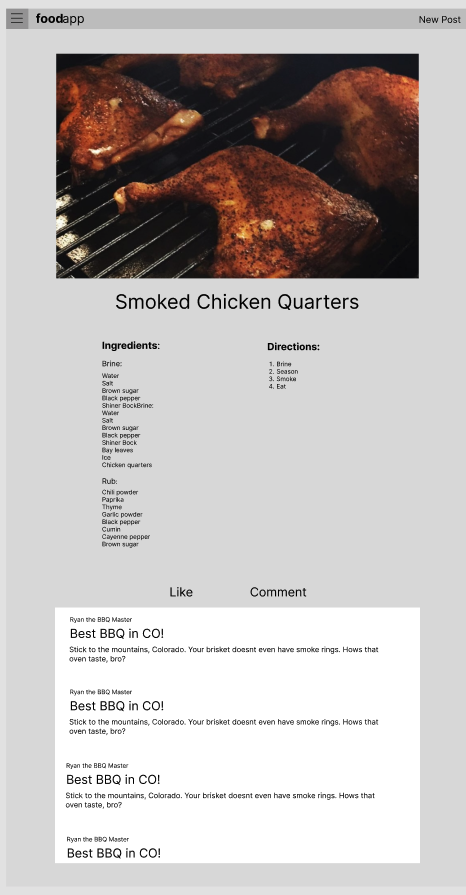 foodapp
New Post
Smoked Chicken Quarters
Ingredients:
Brine:
Water
Salt
Brown sugar
Black pepper
Shiner BockBrine:
Water
Salt
Brown sugar
Black pepper
Shiner Bock
Bay leaves
Ice
Chicken quarters
Rub:
Chili powder
Paprika
Thyme
Garlic powder
Black pepper
Cumin
Cayenne pepper
Brown sugar
Directions:
1. Brine
2. Season
3. Smoke
4. Eat
Like
Comment
Ryan the BBQ Master
Best BBQ in CO!
Stick to the mountains, Colorado. Your brisket doesnt even have smoke rings. Hows that
oven taste, bro?
Ryan the BBQ Master
Best BBQ in CO!
Stick to the mountains, Colorado. Your brisket doesnt even have smoke rings. Hows that
oven taste, bro?
Ryan the BBQ Master
Best BBQ in CO!
Stick to the mountains, Colorado. Your brisket doesnt even have smoke rings. Hows that
oven taste, bro?
Ryan the BBQ Master
Best BBQ in CO!